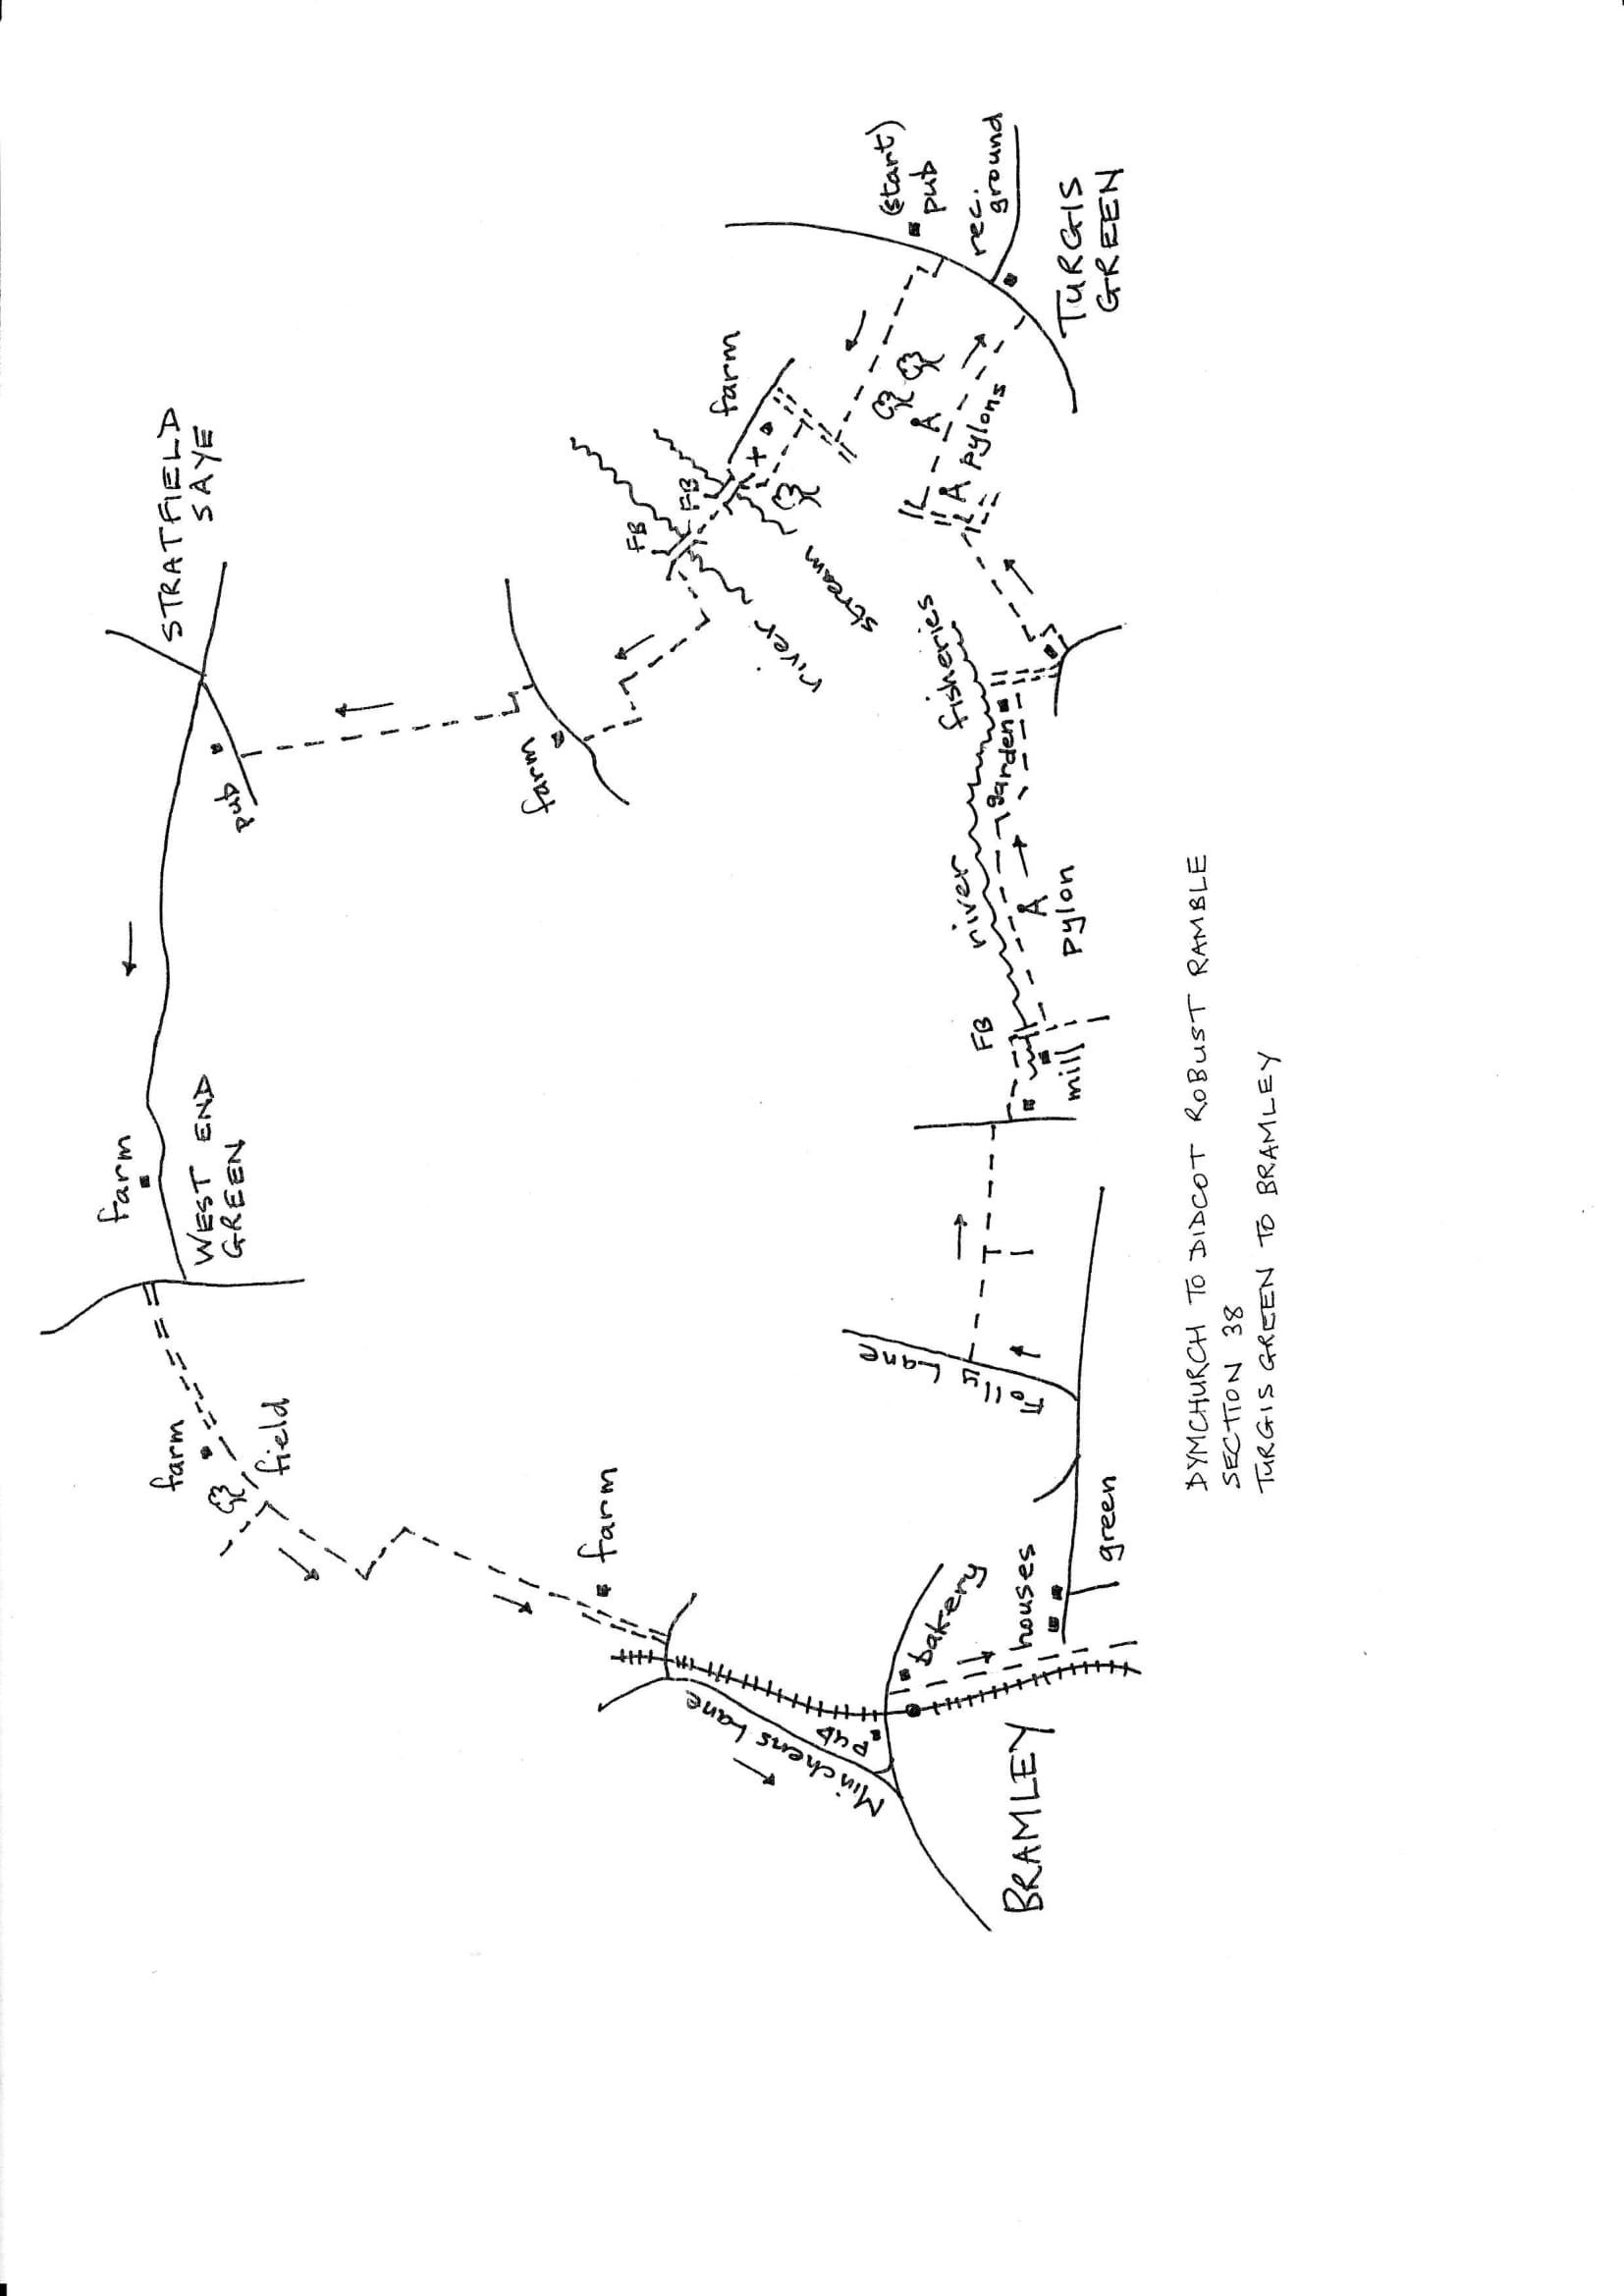 farm
STRATFIELD
SAYE
farm
WEST END
GREEN
pub
field
farm
farm
FB
FB
farm
river
stream
Minchens Lane
pub
(start)
pub
bakery
Folly Lane
FB
river
fisheries
garden
pylons
rec.
ground
BRAMLEY
houses
mill
pylon
green
TURGIS
GREEN
DYMCHURCH TO DIDCOT ROBUST RAMBLE
SECTION 38
TURGIS GREEN TO BRAMLEY